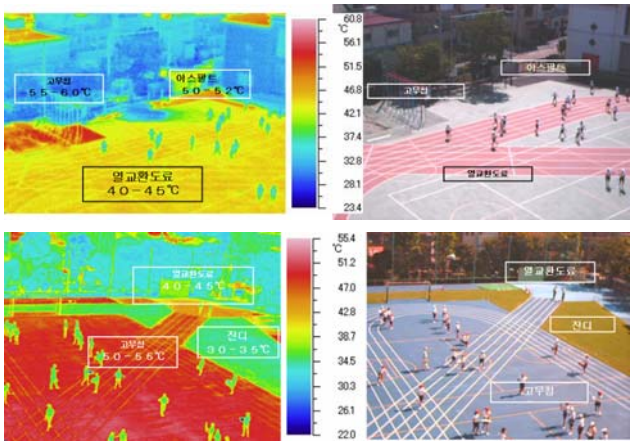 고무칩
55-60℃
아스팔트
50-52℃
열교환도료
40-45℃
60.8
℃
56.1
51.5
46.8
42.1
37.4
32.8
28.1
23.4
아스팔트
고무칩
열교환도료
열교환도료
40-45℃
고무칩
50-55℃
잔디
30-35℃
55.4
℃
51.2
47.0
42.8
38.7
34.5
30.3
26.1
22.0
열교환도료
잔디
고무칩